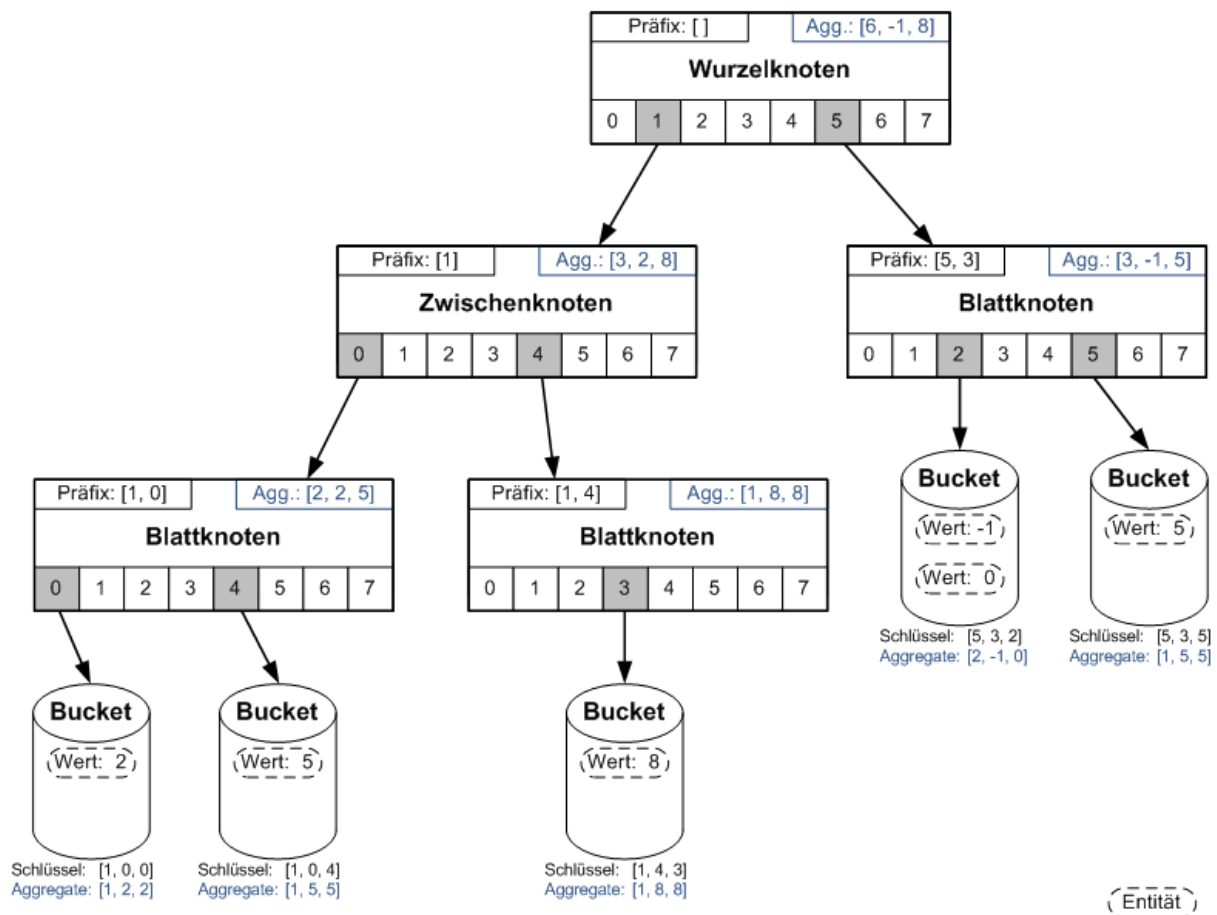 Präfix: [ ] Agg.: [6, -1, 8]
Wurzelknoten
0 1 2 3 4 5 6 7
Präfix: [1] Agg.: [3, 2, 8]
Zwischenknoten
0 1 2 3 4 5 6 7
Präfix: [5, 3] Agg.: [3, -1, 5]
Blattknoten
0 1 2 3 4 5 6 7
Präfix: [1, 0] Agg.: [2, 2, 5]
Blattknoten
0 1 2 3 4 5 6 7
Präfix: [1, 4] Agg.: [1, 8, 8]
Blattknoten
0 1 2 3 4 5 6 7
Bucket
Wert: -1
Wert: 0
Schlüssel: [5, 3, 2]
Aggregate: [2, -1, 0]
Bucket
Wert: 5
Schlüssel: [5, 3, 5]
Aggregate: [1, 5, 5]
Bucket
Wert: 2
Schlüssel: [1, 0, 0]
Aggregate: [1, 2, 2]
Bucket
Wert: 5
Schlüssel: [1, 0, 4]
Aggregate: [1, 5, 5]
Bucket
Wert: 8
Schlüssel: [1, 4, 3]
Aggregate: [1, 8, 8]
Entität